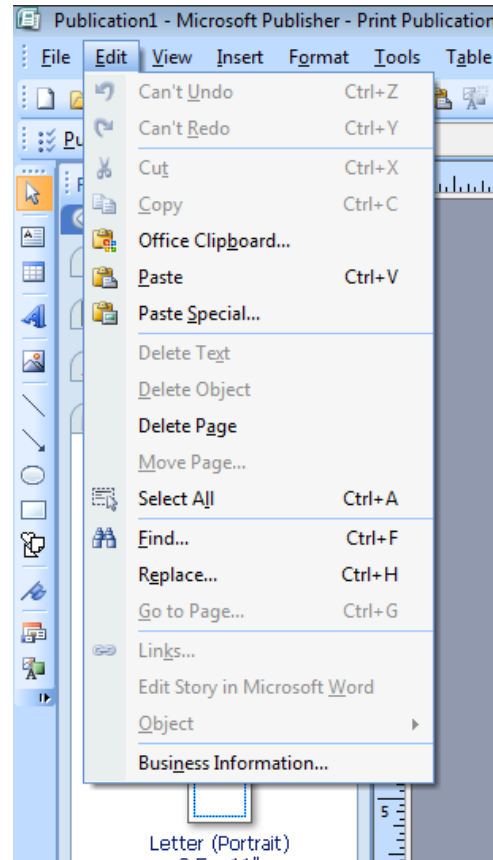 Publication1 - Microsoft Publisher - Print Publication
File Edit View Insert Format Tools Table
Can't Undo Ctrl+Z
Can't Redo Ctrl+Y
Cut Ctrl+X
Copy Ctrl+C
Office Clipboard...
Paste Ctrl+V
Paste Special...
Delete Text
Delete Object
Delete Page
Move Page...
Select All Ctrl+A
Find... Ctrl+F
Replace... Ctrl+H
Go to Page... Ctrl+G
Links...
Edit Story in Microsoft Word
Object
Business Information...
5
Letter (Portrait)